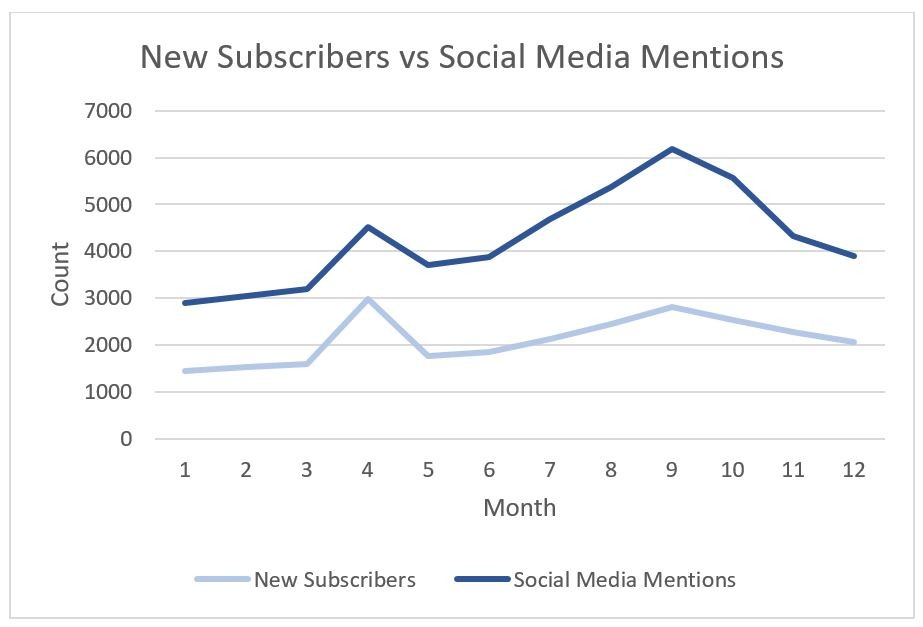 New Subscribers vs Social Media Mentions
7000
6000
5000
4000
3000
2000
1000
0
Count
1 2 3 4 5 6 7 8 9 10 11 12
Month
New Subscribers Social Media Mentions